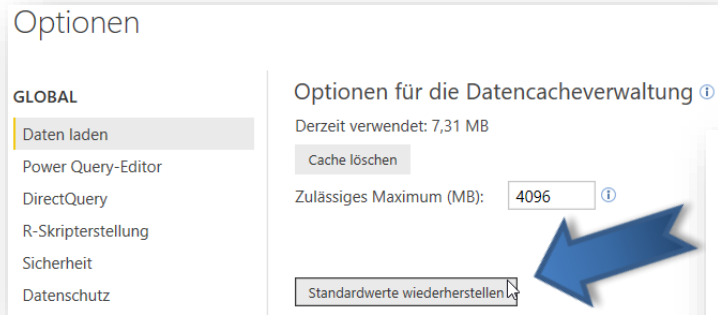 Optionen
GLOBAL
Daten laden
Power Query-Editor
DirectQuery
R-Skripterstellung
Sicherheit
Datenschutz
Optionen für die Datencacheverwaltung
Derzeit verwendet: 7,31 MB
Cache löschen
Zulässiges Maximum (MB): 4096
Standardwerte wiederherstellen